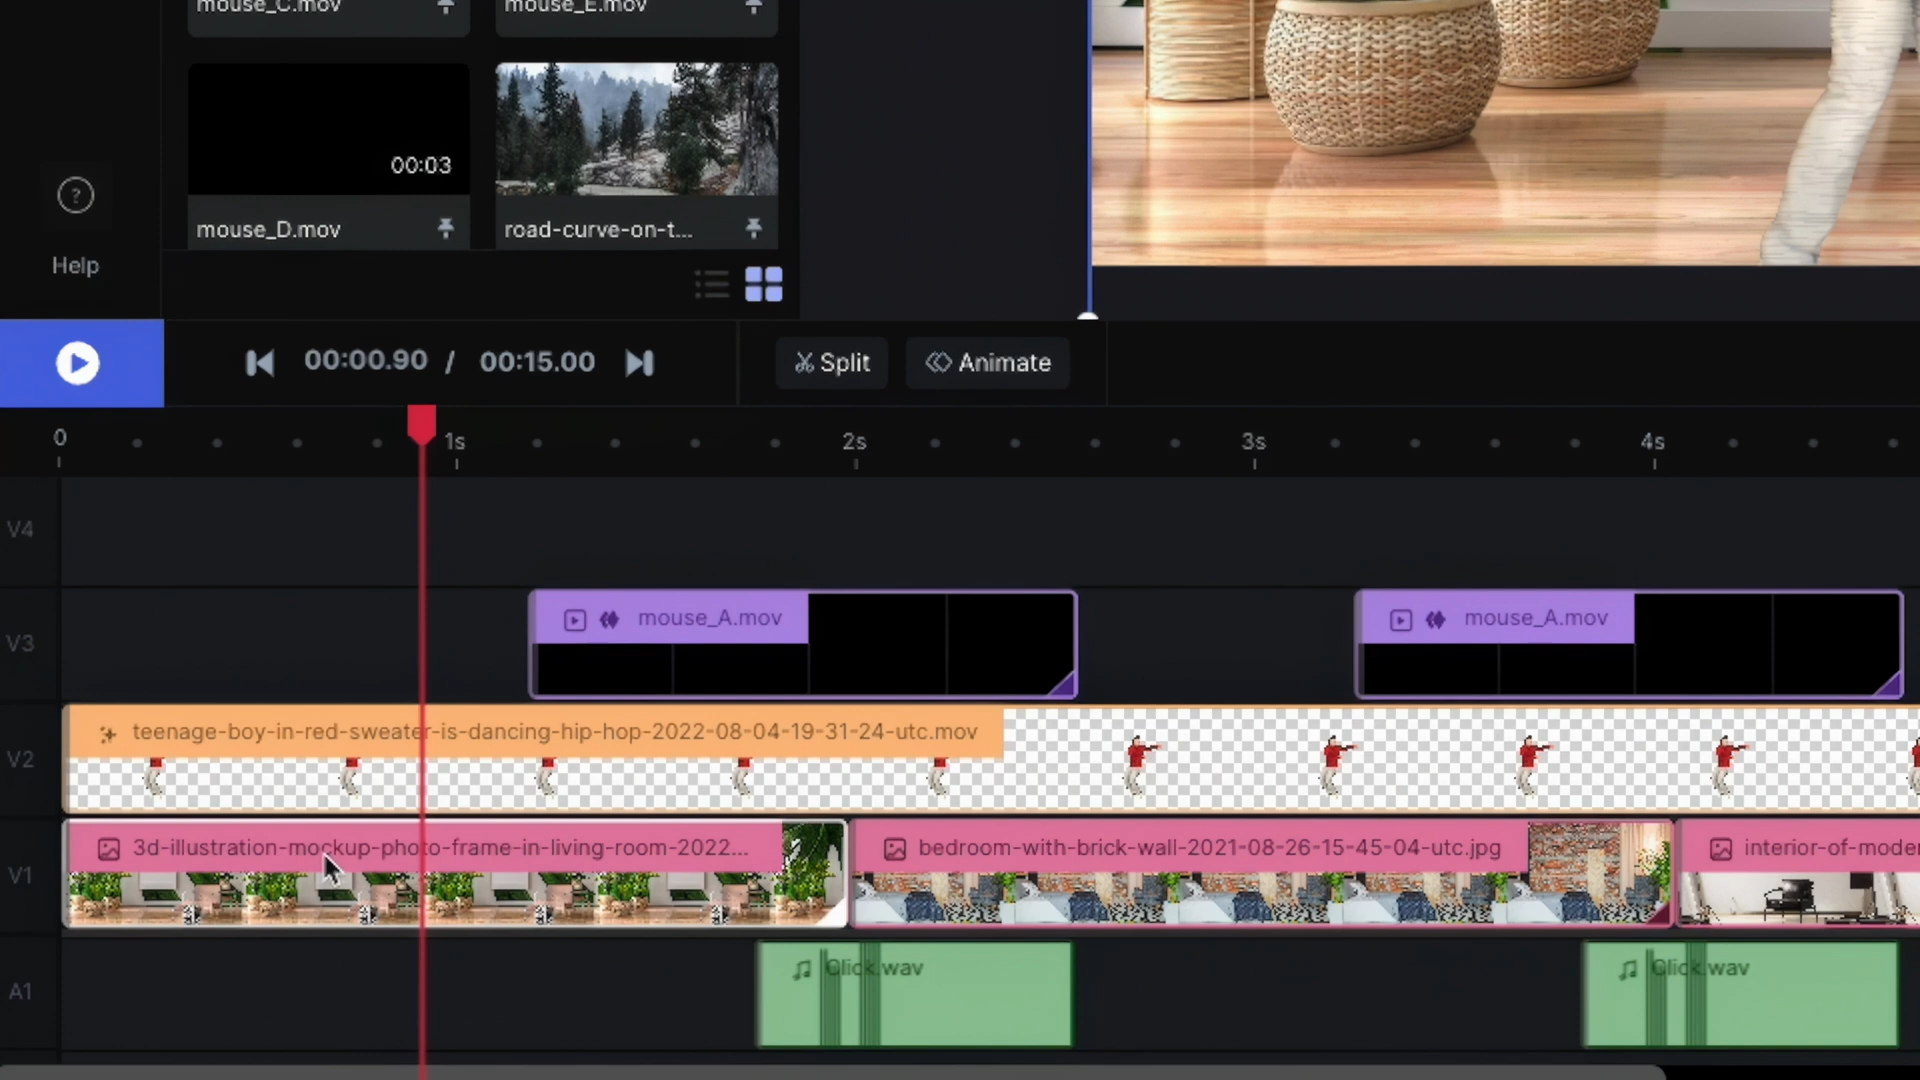 mouse_C.mov
mouse_E.mov
00:03
mouse_D.mov
road-curve-on-t...
?
Help
00:00.90 / 00:15.00
Split
Animate
0
1s
2s
3s
4s
V4
V3
mouse_A.mov
mouse_A.mov
V2
teenage-boy-in-red-sweater-is-dancing-hip-hop-2022-08-04-19-31-24-utc.mov
V1
3d-illustration-mockup-photo-frame-in-living-room-2022...
bedroom-with-brick-wall-2021-08-26-15-45-04-utc.jpg
interior-of-moder
A1
Click.wav
Click.wav